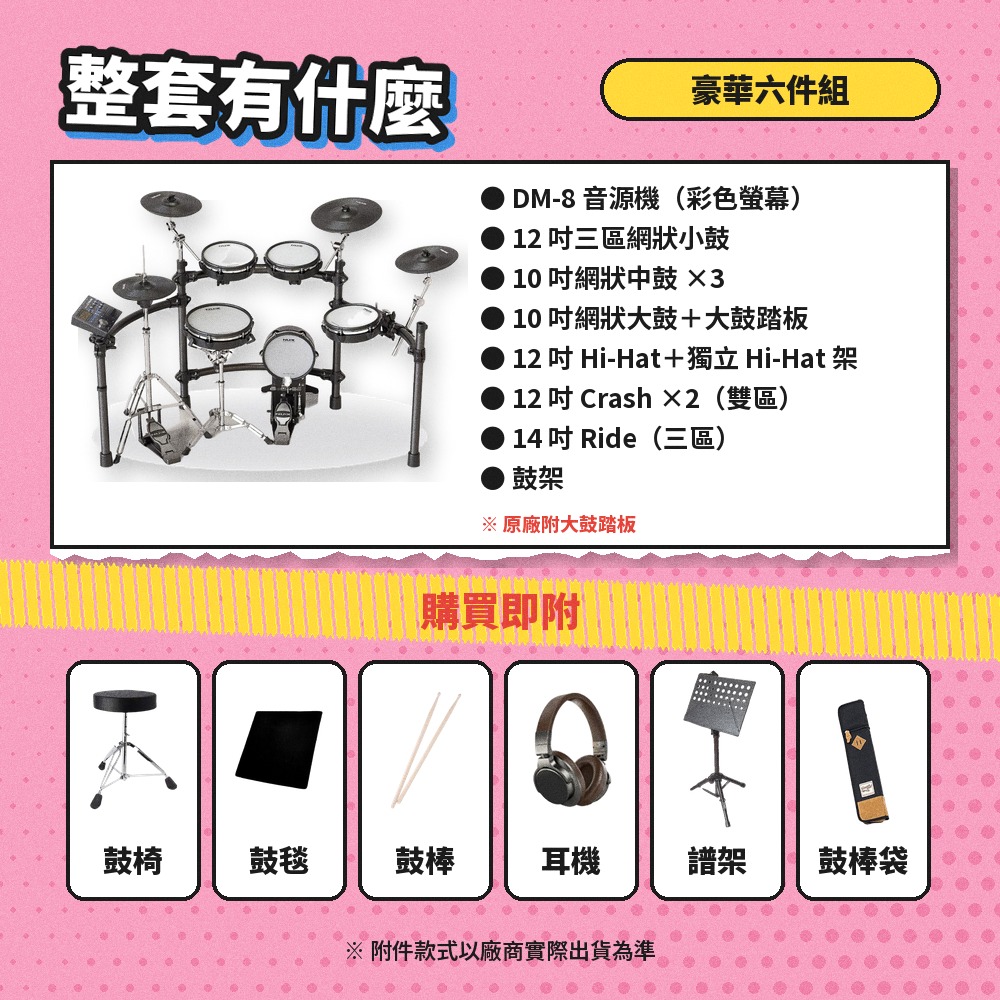 整套有什麼
豪華六件組
● DM-8 音源機（彩色螢幕）
● 12 吋三區網狀小鼓
● 10 吋網狀中鼓 ×3
● 10 吋網狀大鼓＋大鼓踏板
● 12 吋 Hi-Hat＋獨立 Hi-Hat 架
● 12 吋 Crash ×2（雙區）
● 14 吋 Ride（三區）
● 鼓架
※ 原廠附大鼓踏板
購買即附
鼓椅
鼓毯
鼓棒
耳機
譜架
鼓棒袋
※ 附件款式以廠商實際出貨為準